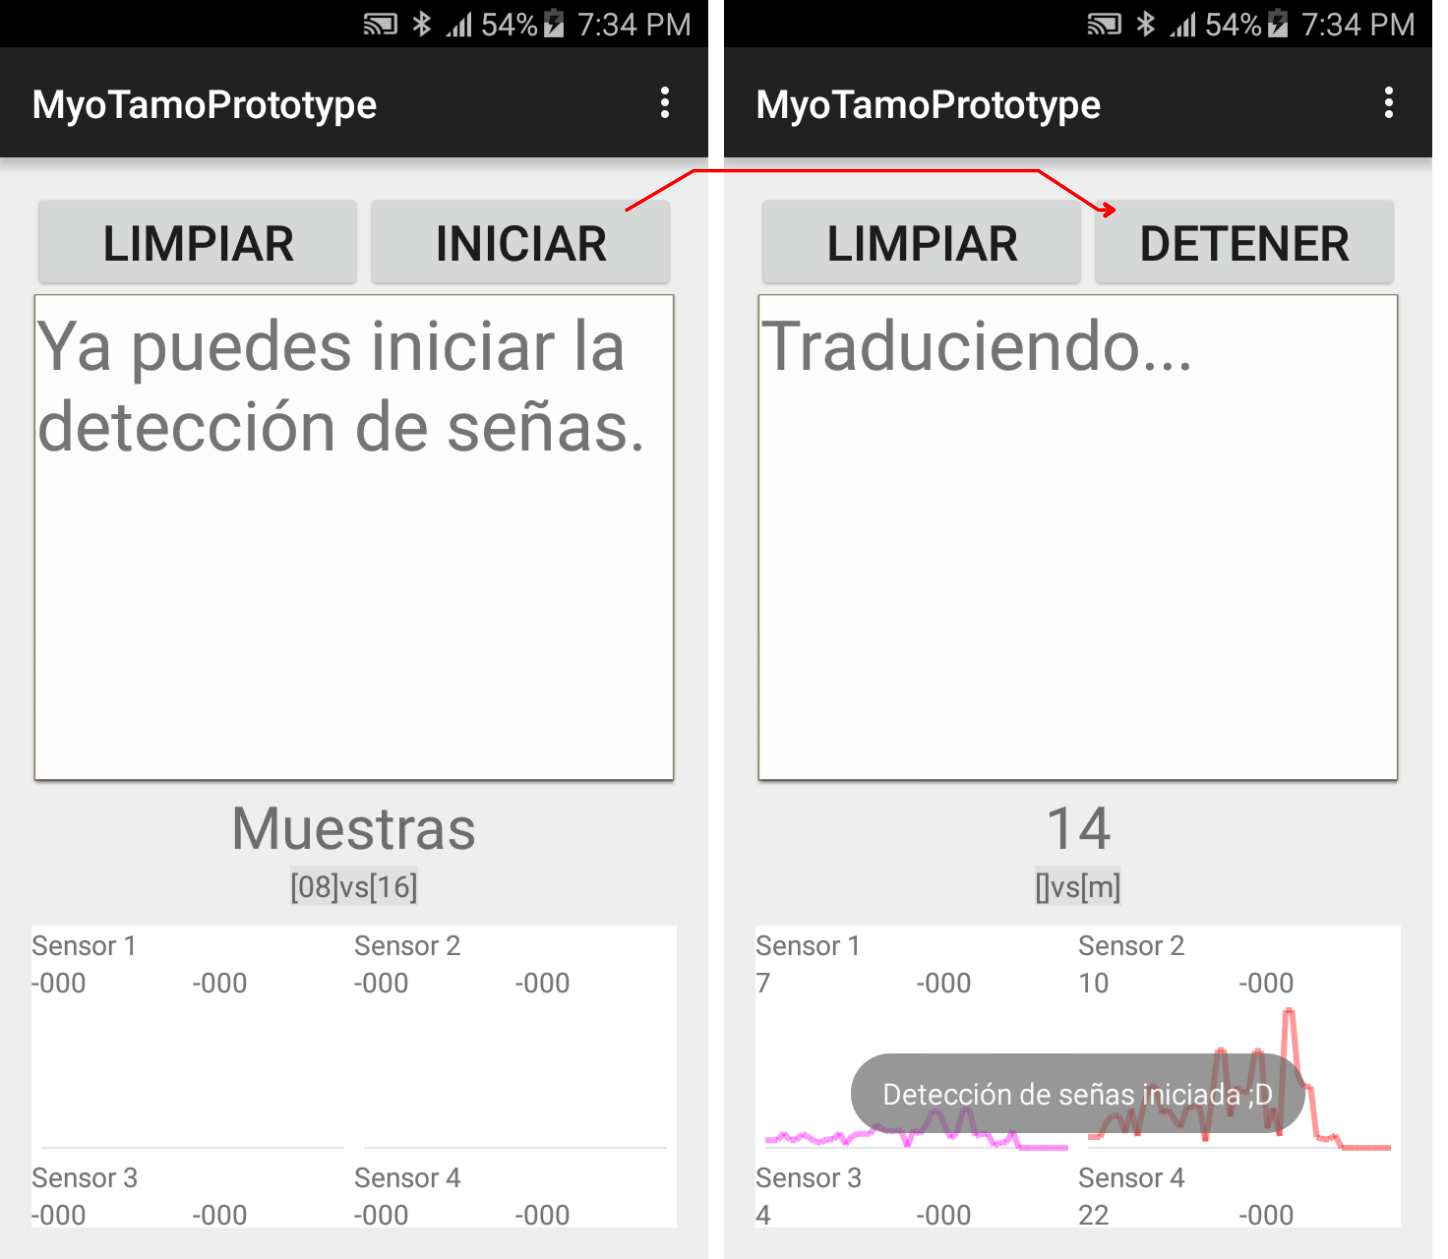 54% 7:34 PM
MyoTamoPrototype
LIMPIAR INICIAR
Ya puedes iniciar la
detección de señas.
Muestras
[08]vs[16]
Sensor 1 Sensor 2
-000 -000 -000 -000
Sensor 3 Sensor 4
-000 -000 -000 -000
54% 7:34 PM
MyoTamoPrototype
LIMPIAR DETENER
Traduciendo...
14
[]vs[m]
Sensor 1 Sensor 2
7 -000 10 -000
Detección de señas iniciada ;D
Sensor 3 Sensor 4
4 -000 22 -000